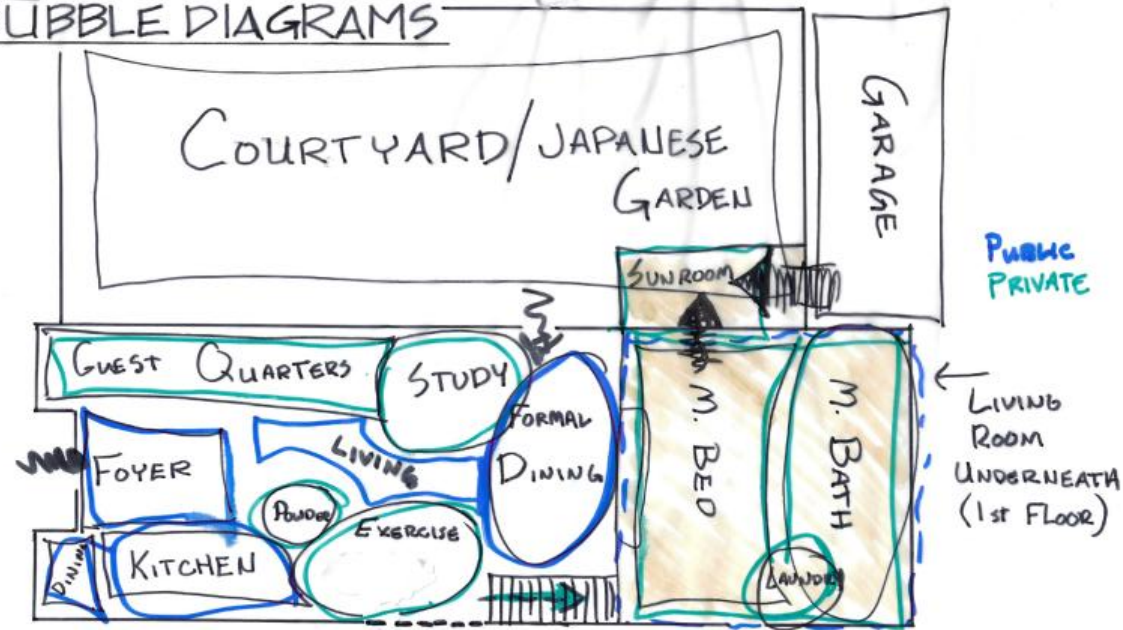 UBBLE DIAGRAMS
COURTYARD/JAPANESE
GARDEN
GARAGE
SUNROOM
PUBLIC
PRIVATE
GUEST QUARTERS
STUDY
FORMAL
DINING
FOYER
LIVING
POWDER
EXERCISE
KITCHEN
DINING
M. BED
M. BATH
LAUNDRY
LIVING
ROOM
UNDERNEATH
(1st FLOOR)